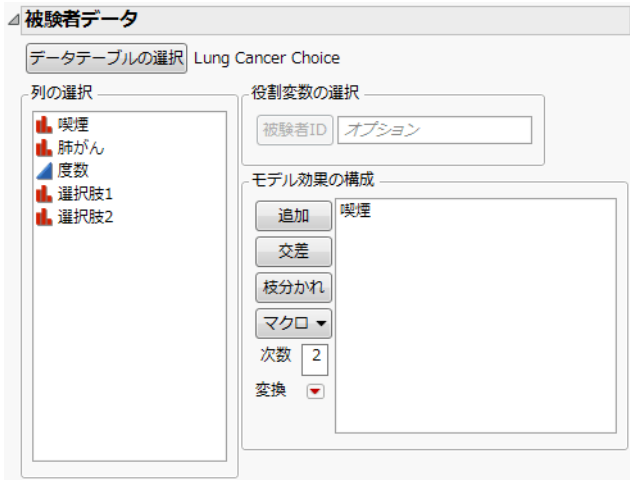 被験者データ
データテーブルの選択 Lung Cancer Choice
列の選択
喫煙
肺がん
度数
選択肢1
選択肢2
役割変数の選択
被験者ID オプション
モデル効果の構成
追加
交差
枝分かれ
マクロ
次数 2
変換
喫煙